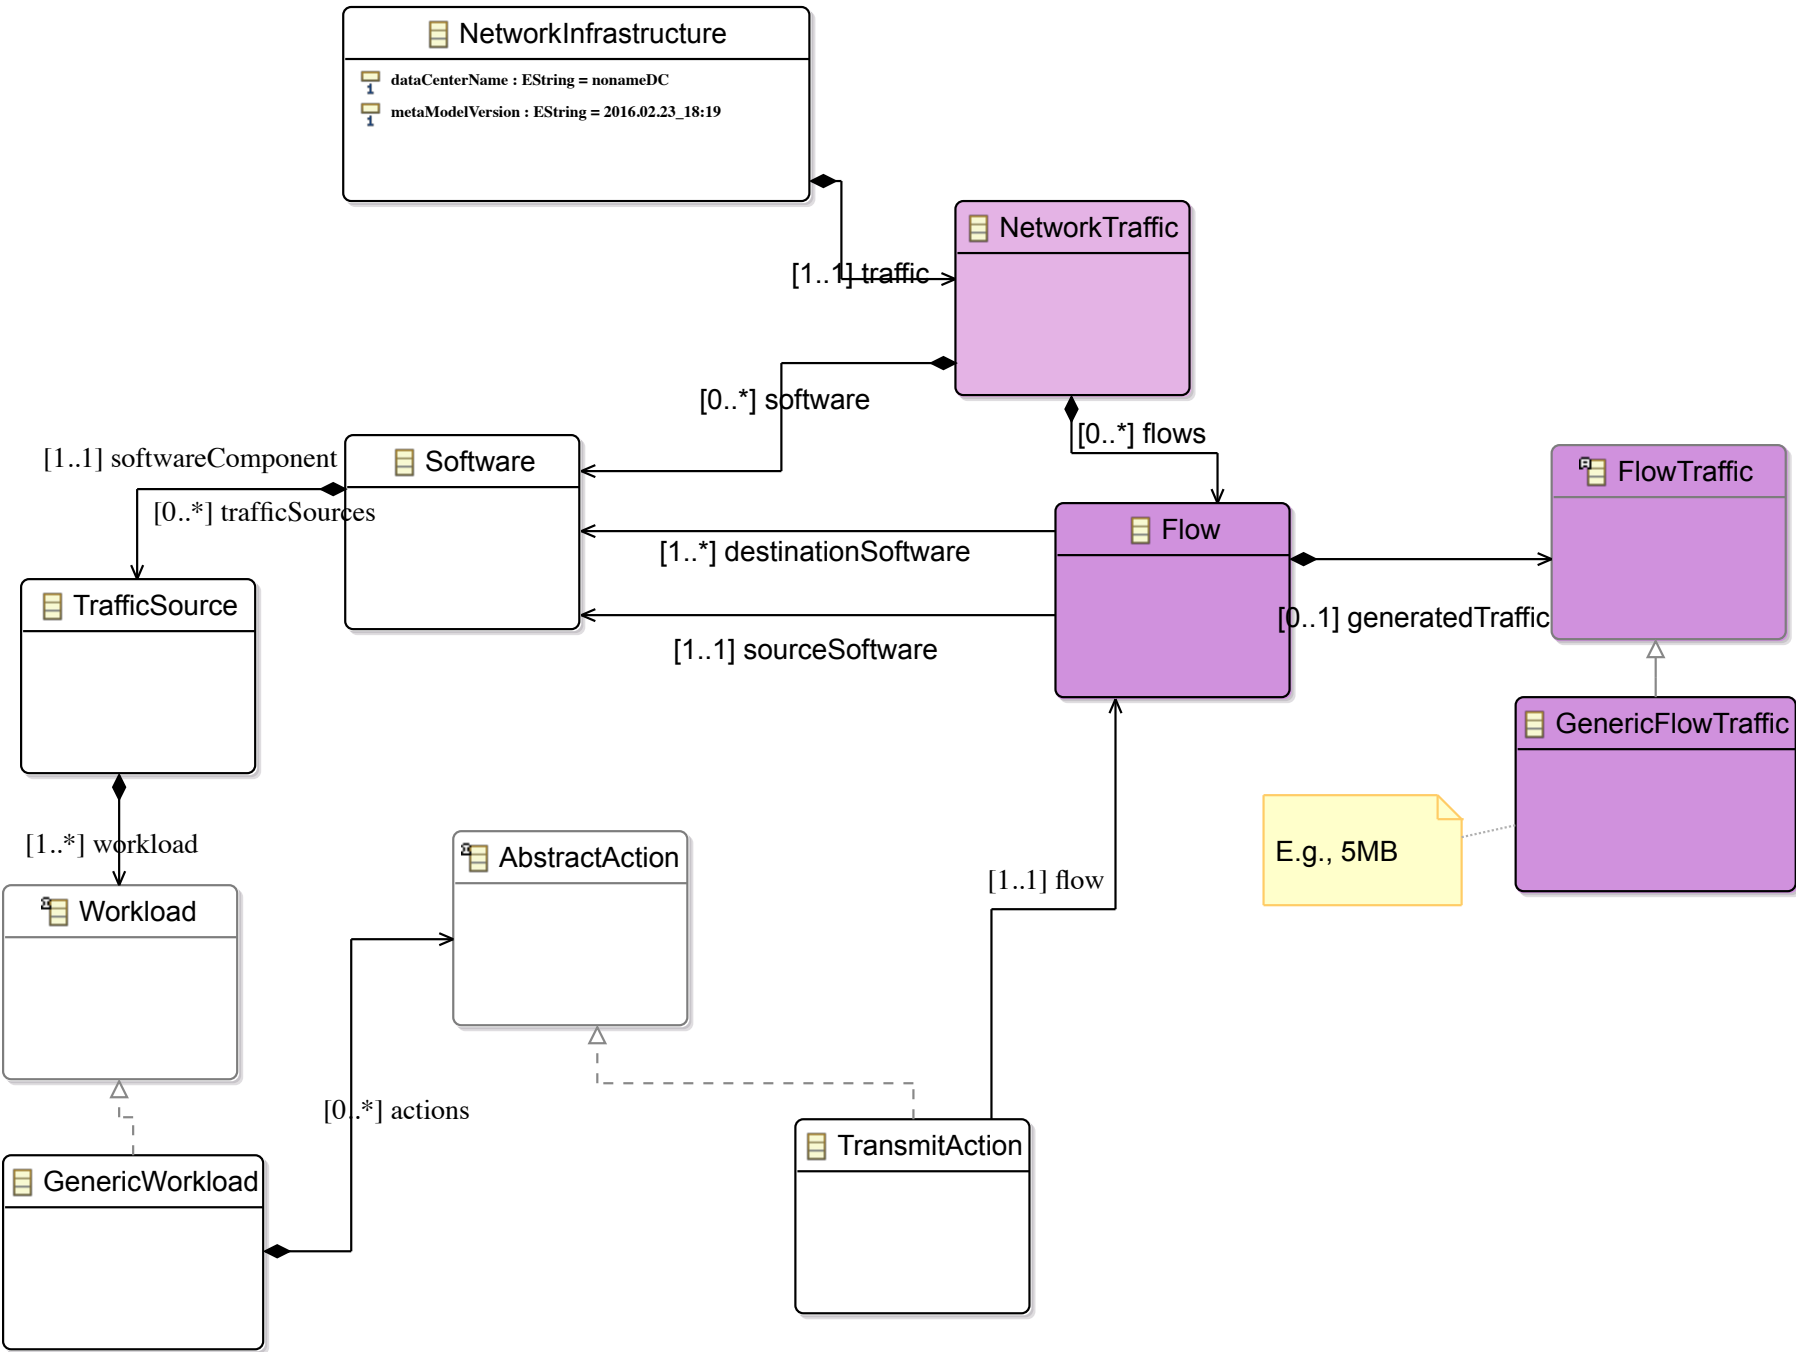 NetworkInfrastructure
dataCenterName : EString = nonameDC
metaModelVersion : EString = 2016.02.23_18:19
NetworkTraffic
[1..1] traffic
[0..*] software
[0..*] flows
[1..1] softwareComponent
Software
FlowTraffic
[0..*] trafficSources
Flow
[1..*] destinationSoftware
TrafficSource
[0..1] generatedTraffic
[1..1] sourceSoftware
GenericFlowTraffic
[1..*] workload
AbstractAction
E.g., 5MB
[1..1] flow
Workload
[0..*] actions
TransmitAction
GenericWorkload